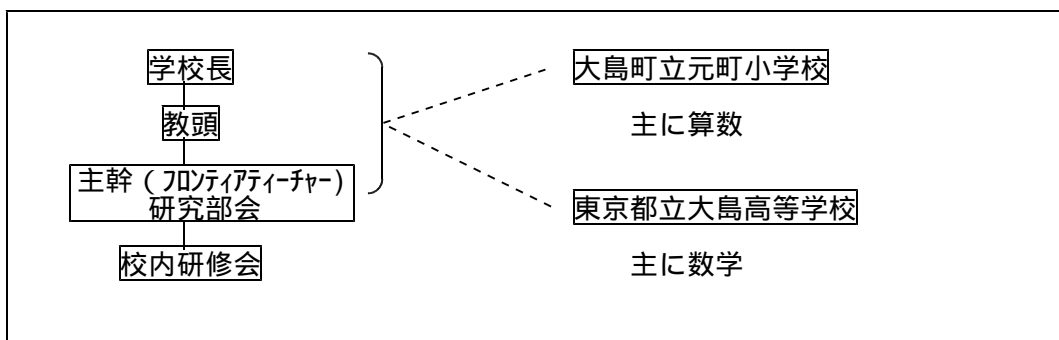 学校長
教頭
主幹（フロンティアティーチャー）
研究部会
校内研修会
大島町立元町小学校
主に算数
東京都立大島高等学校
主に数学